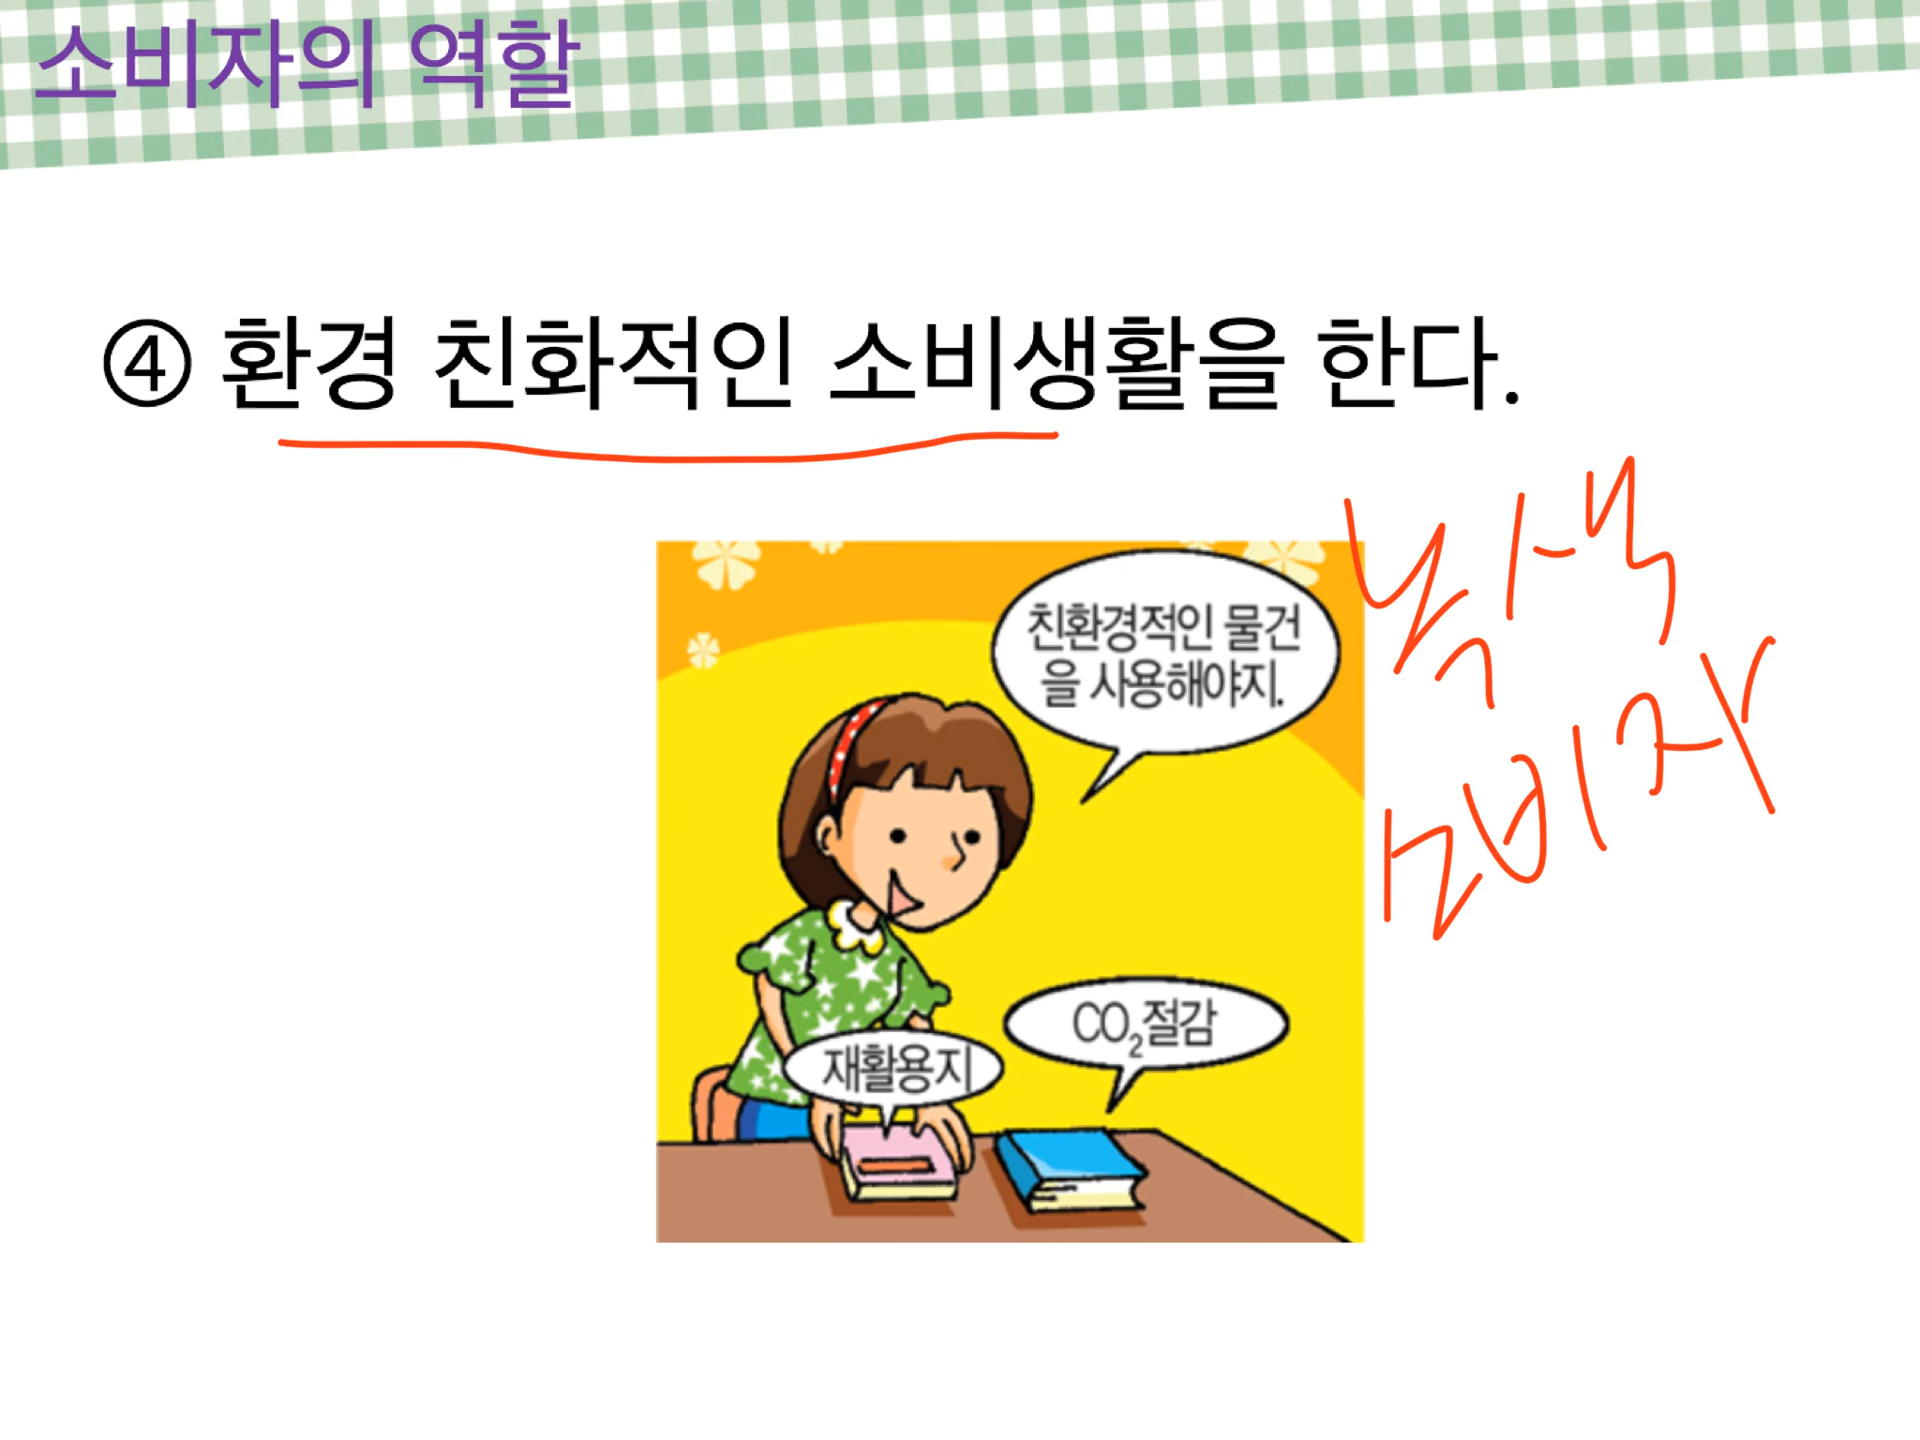 소비자의 역할
④ 환경 친화적인 소비생활을 한다.
녹색
소비자
친환경적인 물건
을 사용해야지.
CO₂절감
재활용지